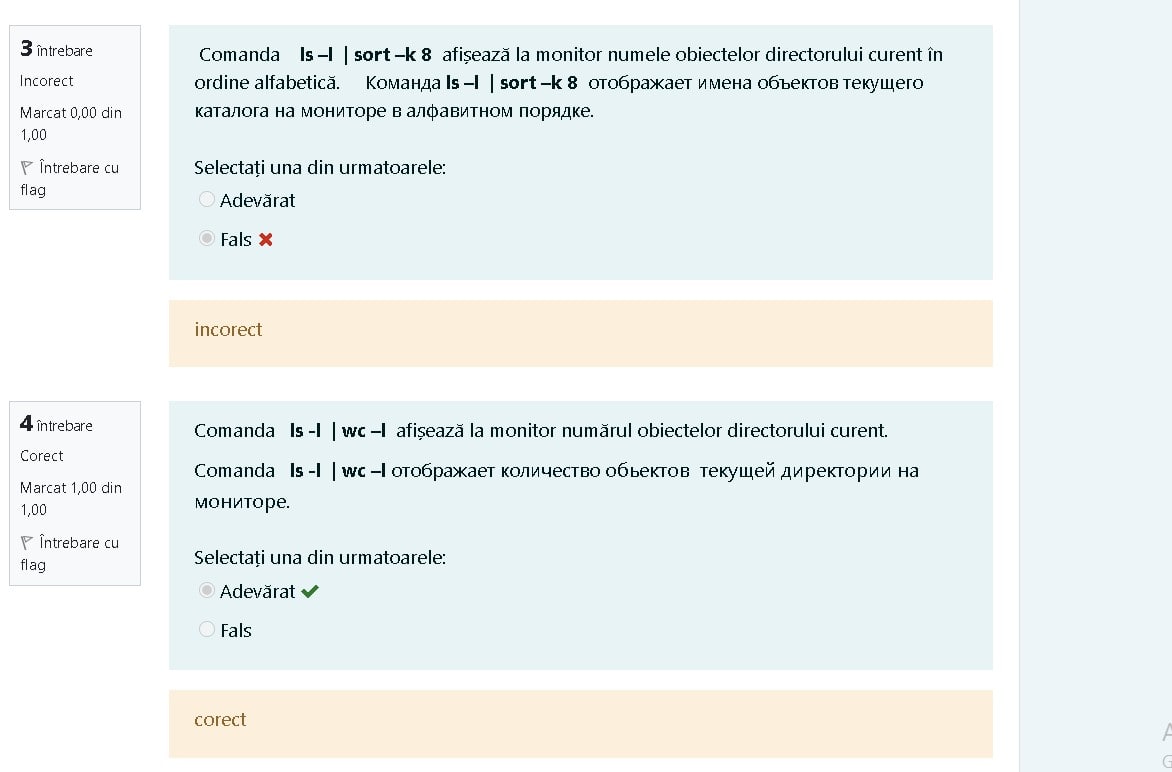 3 întrebare
Incorect
Marcat 0,00 din
1,00
Întrebare cu
flag
Comanda ls –l | sort –k 8 afișează la monitor numele obiectelor directorului curent în
ordine alfabetică. Команда ls –l | sort –k 8 отображает имена объектов текущего
каталога на мониторе в алфавитном порядке.
Selectați una din urmatoarele:
Adevărat
Fals
incorect
4 întrebare
Corect
Marcat 1,00 din
1,00
Întrebare cu
flag
Comanda ls -l | wc –l afișează la monitor numărul obiectelor directorului curent.
Comanda ls -l | wc –l отображает количество обьектов текущей директории на
мониторе.
Selectați una din urmatoarele:
Adevărat
Fals
corect